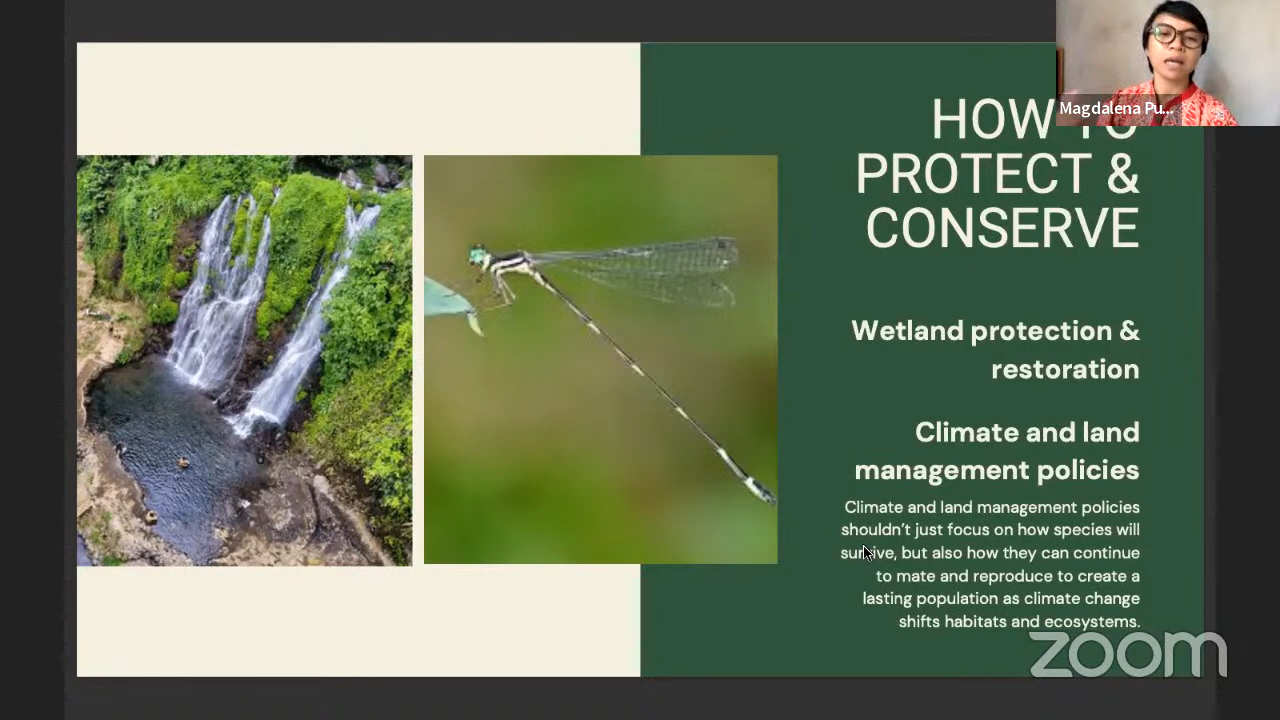 Magdalena Pu...
HOW TO
PROTECT &
CONSERVE
Wetland protection &
restoration
Climate and land
management policies
Climate and land management policies
shouldn't just focus on how species will
survive, but also how they can continue
to mate and reproduce to create a
lasting population as climate change
shifts habitats and ecosystems.
zoom